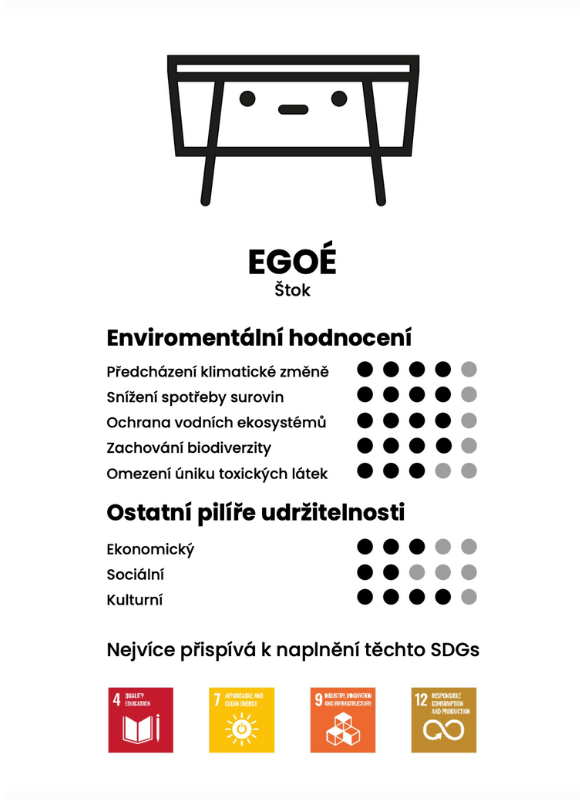 EGOÉ
Štok
Enviromentální hodnocení
Předcházení klimatické změně
Snížení spotřeby surovin
Ochrana vodních ekosystémů
Zachování biodiverzity
Omezení úniku toxických látek
Ostatní pilíře udržitelnosti
Ekonomický
Sociální
Kulturní
Nejvíce přispívá k naplnění těchto SDGs
4 QUALITY
EDUCATION
7 AFFORDABLE AND
CLEAN ENERGY
9 INDUSTRY, INNOVATION
AND INFRASTRUCTURE
12 RESPONSIBLE
CONSUMPTION
AND PRODUCTION